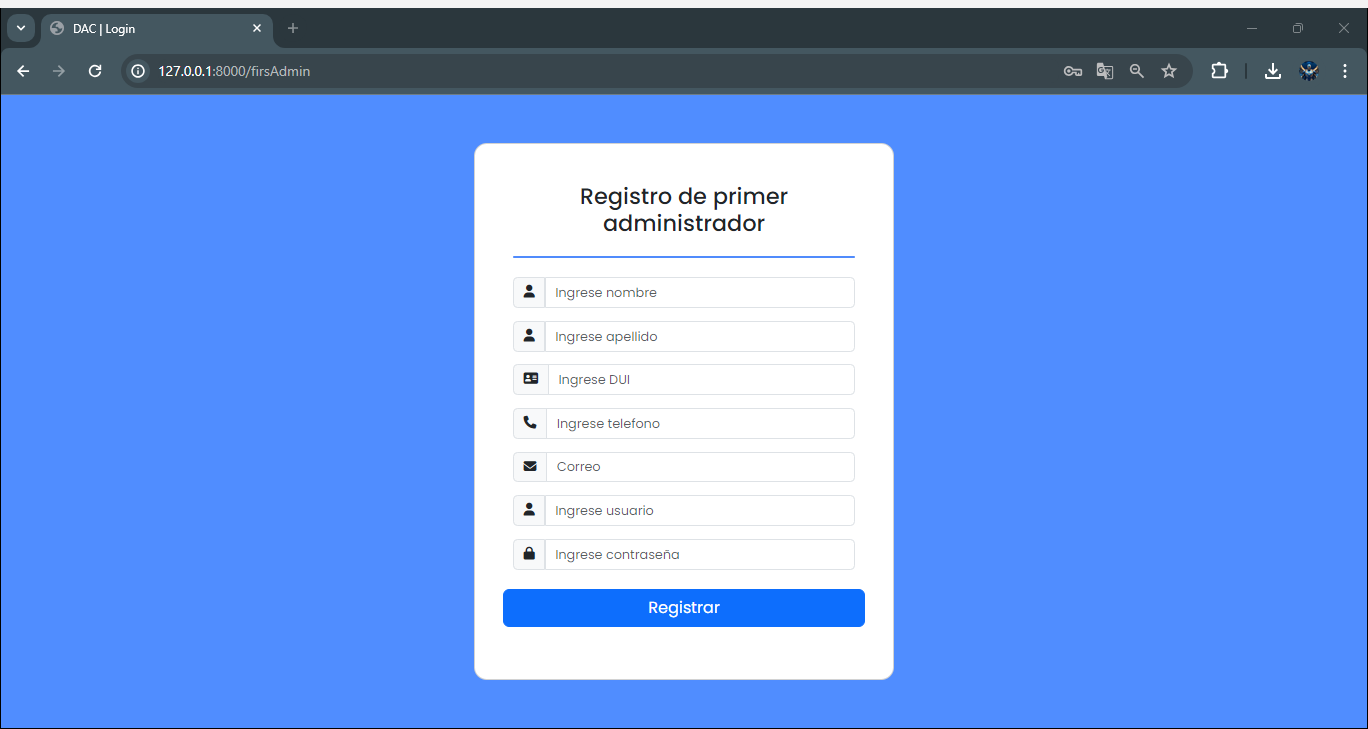 DAC | Login
127.0.0.1:8000/firsAdmin
Registro de primer
administrador
Ingrese nombre
Ingrese apellido
Ingrese DUI
Ingrese telefono
Correo
Ingrese usuario
Ingrese contraseña
Registrar